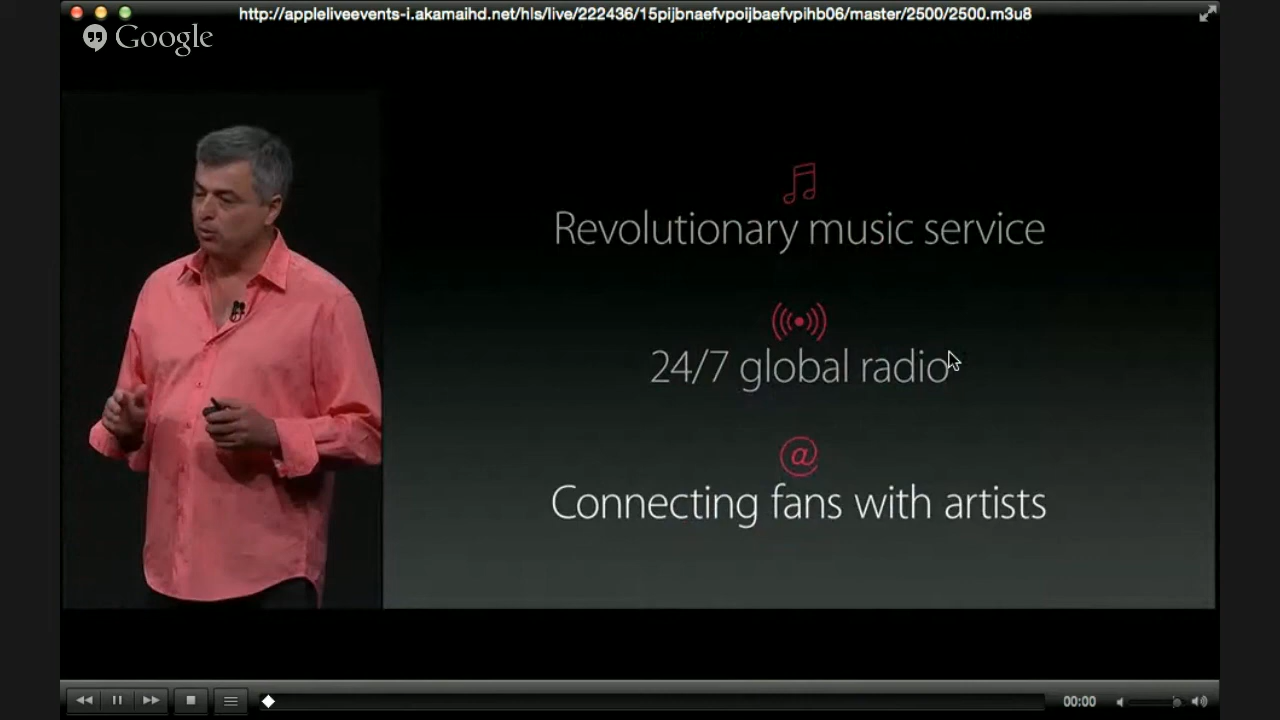 http://appleliveevents-i.akamaihd.net/hls/live/222436/15pijbnaefvpoijbaefvpihb06/master/2500/2500.m3u8
Google
Revolutionary music service
24/7 global radio
@
Connecting fans with artists
00:00